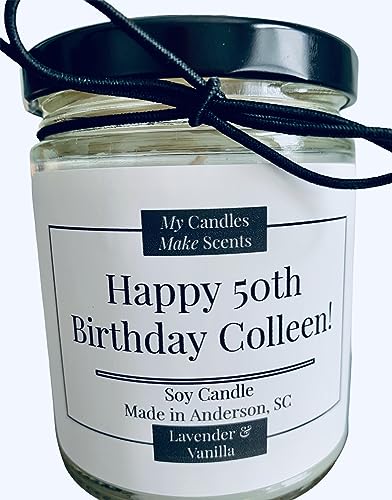 My Candles
Make Scents
Happy 50th
Birthday Colleen!
Soy Candle
Made in Anderson, SC
Lavender &
Vanilla